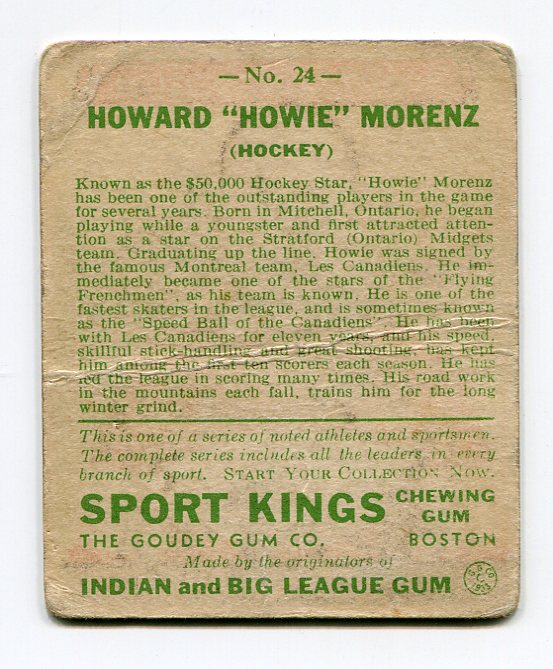 — No. 24 —
HOWARD "HOWIE" MORENZ
(HOCKEY)
Known as the $50,000 Hockey Star, "Howie" Morenz
has been one of the outstanding players in the game
for several years. Born in Mitchell, Ontario, he began
playing while a youngster and first attracted atten-
tion as a star on the Stratford (Ontario) Midgets
team. Graduating up the line, Howie was signed by
the famous Montreal team, Les Canadiens. He im-
mediately became one of the stars of the "Flying
Frenchmen", as his team is known. He is one of the
fastest skaters in the league, and is sometimes known
as the "Speed Ball of the Canadiens". He has been
with Les Canadiens for eleven years, and his speed,
skillful stick-handling and great shooting, has kept
him among the first ten scorers each season. He has
led the league in scoring many times. His road work
in the mountains each fall, trains him for the long
winter grind.
This is one of a series of noted athletes and sportsmen.
The complete series includes all the leaders in every
branch of sport. START YOUR COLLECTION NOW.
SPORT KINGS CHEWING GUM
THE GOUDEY GUM CO. BOSTON
Made by the originators of
INDIAN and BIG LEAGUE GUM